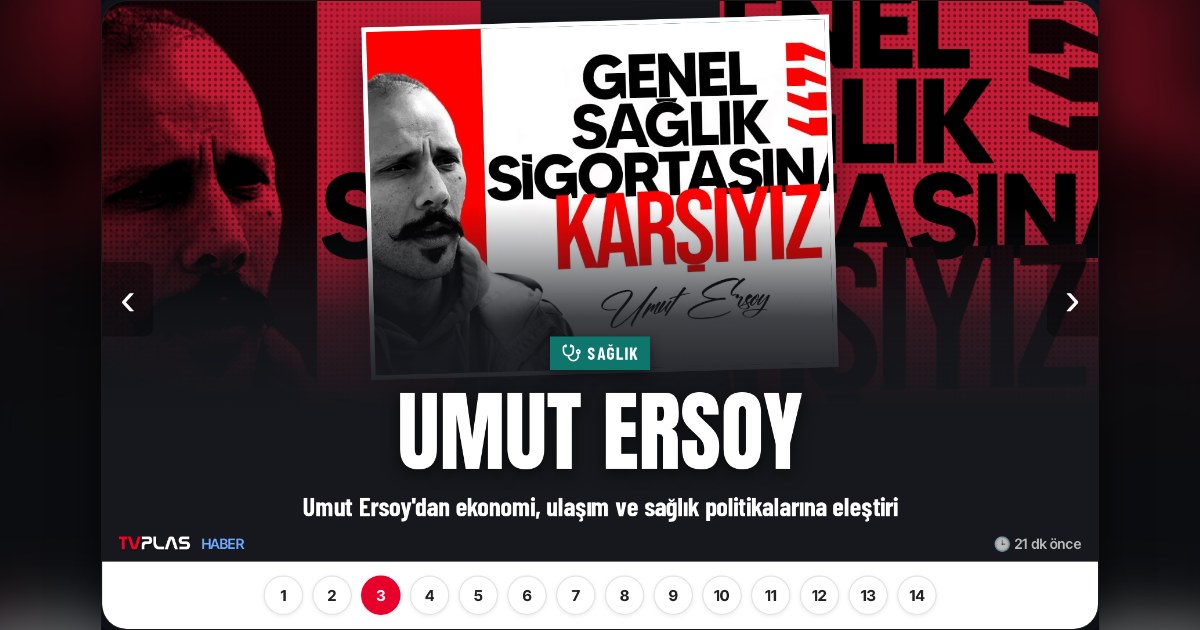 GENEL
SAĞLIK
SİGORTASINA
KARŞIYIZ
Umut Ersoy
SAĞLIK
UMUT ERSOY
Umut Ersoy'dan ekonomi, ulaşım ve sağlık politikalarına eleştiri
TVPLAS HABER
21 dk önce
1 2 3 4 5 6 7 8 9 10 11 12 13 14